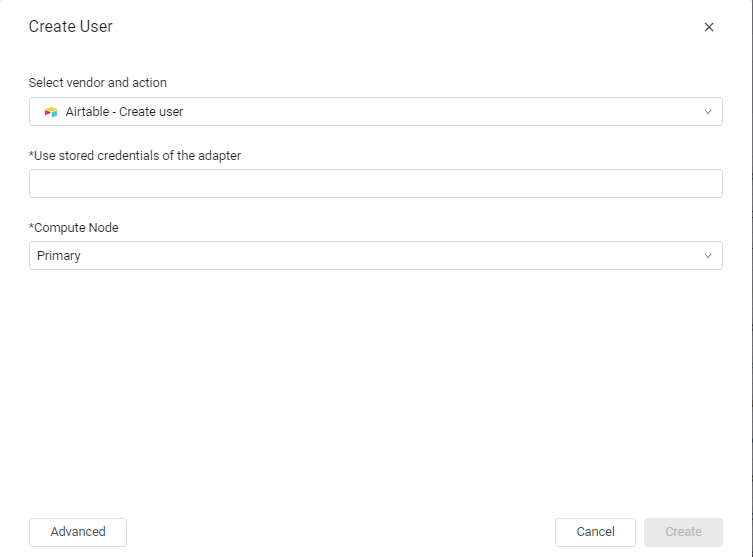 Create User
Select vendor and action
Airtable - Create user
*Use stored credentials of the adapter
*Compute Node
Primary
Advanced
Cancel
Create